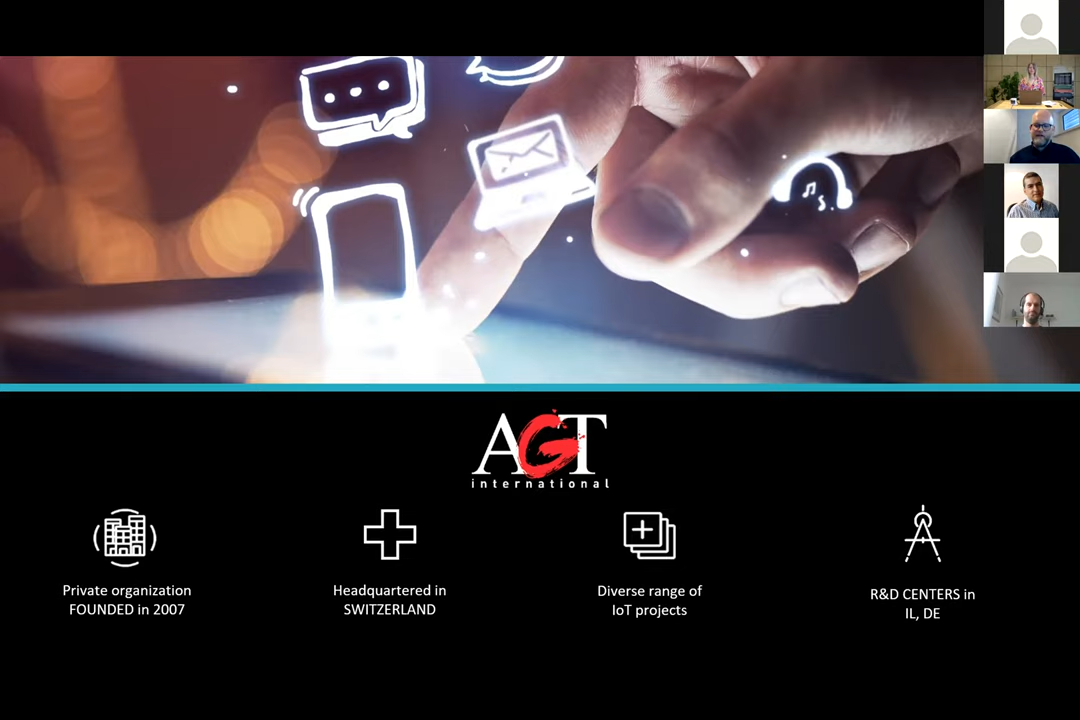 AGT
international
Private organization
FOUNDED in 2007
Headquartered in
SWITZERLAND
Diverse range of
IoT projects
R&D CENTERS in
IL, DE